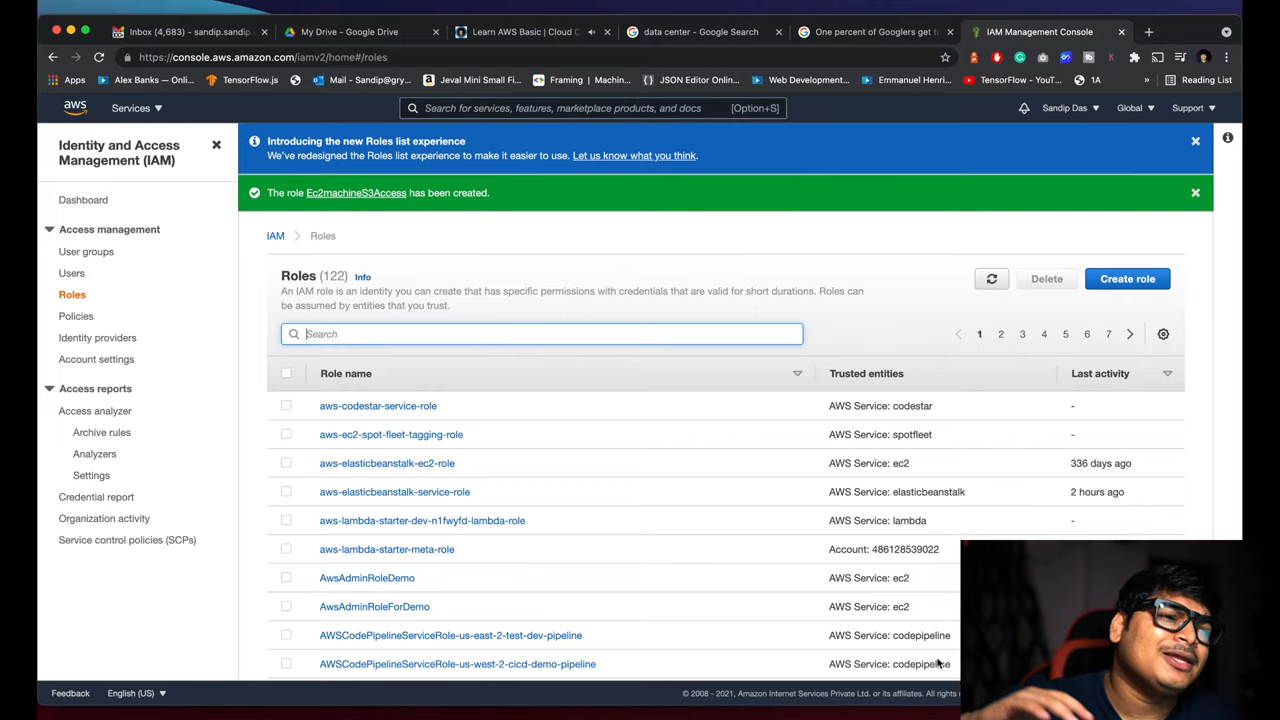 Inbox (4,683) - sandip.sandip.
My Drive - Google Drive
Learn AWS Basic | Cloud C
data center - Google Search
One percent of Googlers get t
IAM Management Console
https://console.aws.amazon.com/iamv2/home#/roles
Apps
Alex Banks — Onli...
TensorFlow.js
Mail - Sandip@gry...
Jeval Mini Small Fi...
Framing | Machin...
JSON Editor Onlin...
Web Development...
Emmanuel Henri...
TensorFlow - YouT...
1A
»
Reading List
aws
Services
Search for services, features, marketplace products, and docs
[Option+S]
Sandip Das
Global
Support
Identity and Access
Management (IAM)
Dashboard
Access management
User groups
Users
Roles
Policies
Identity providers
Account settings
Access reports
Access analyzer
Archive rules
Analyzers
Settings
Credential report
Organization activity
Service control policies (SCPs)
Introducing the new Roles list experience
We've redesigned the Roles list experience to make it easier to use. Let us know what you think.
The role Ec2machineS3Access has been created.
IAM > Roles
Roles (122) Info
An IAM role is an identity you can create that has specific permissions with credentials that are valid for short durations. Roles can
be assumed by entities that you trust.
Delete
Create role
Search
1 2 3 4 5 6 7
Role name Trusted entities Last activity
aws-codestar-service-role AWS Service: codestar -
aws-ec2-spot-fleet-tagging-role AWS Service: spotfleet -
aws-elasticbeanstalk-ec2-role AWS Service: ec2 336 days ago
aws-elasticbeanstalk-service-role AWS Service: elasticbeanstalk 2 hours ago
aws-lambda-starter-dev-n1fwyfd-lambda-role AWS Service: lambda -
aws-lambda-starter-meta-role Account: 486128539022
AwsAdminRoleDemo AWS Service: ec2
AwsAdminRoleForDemo AWS Service: ec2
AWSCodePipelineServiceRole-us-east-2-test-dev-pipeline AWS Service: codepipeline
AWSCodePipelineServiceRole-us-west-2-cicd-demo-pipeline AWS Service: codepipeline
Feedback
English (US)
© 2008 - 2021, Amazon Internet Services Private Ltd. or its affiliates. All rights